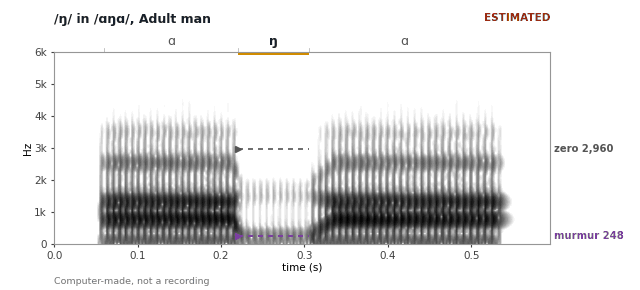 /ŋ/ in /ɑŋɑ/, Adult man
ESTIMATED
ɑ ŋ ɑ
6k
5k
4k
3k
2k
1k
0
Hz
zero 2,960
murmur 248
0.0 0.1 0.2 0.3 0.4 0.5
time (s)
Computer-made, not a recording